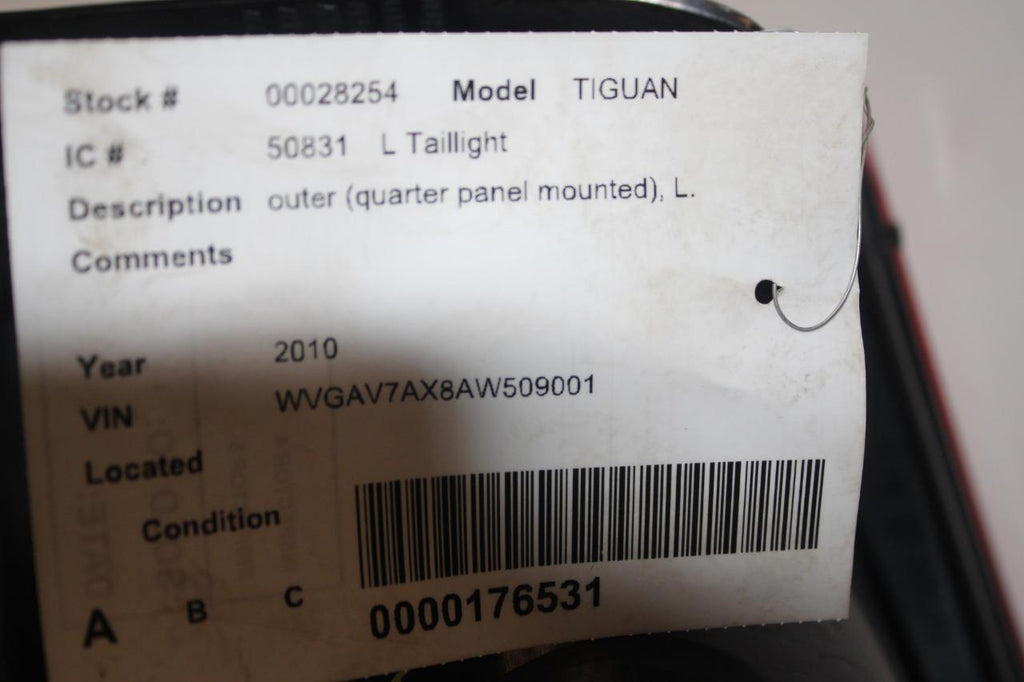 Stock # 00028254 Model TIGUAN
IC # 50831 L Taillight
Description outer (quarter panel mounted), L.
Comments
Year 2010
VIN WVGAV7AX8AW509001
Located
Condition
A B C
0000176531